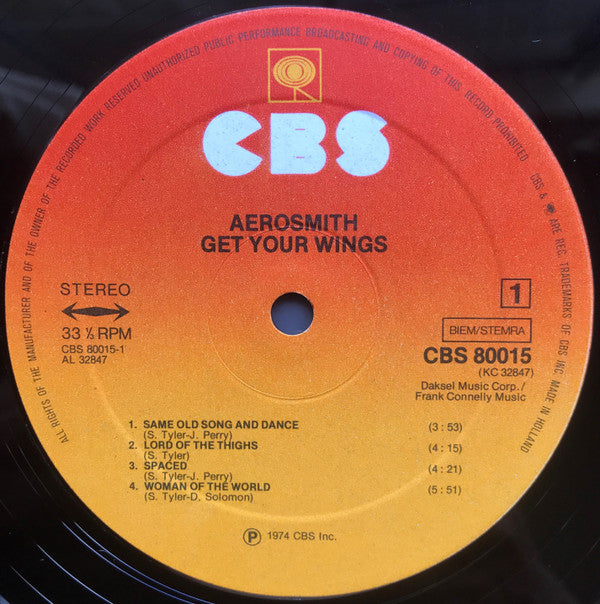 ALL RIGHTS OF THE MANUFACTURER AND OF THE OWNER OF THE RECORDED WORK RESERVED UNAUTHORIZED PUBLIC PERFORMANCE BROADCASTING AND COPYING OF THIS RECORD PROHIBITED CBS & ARE REG. TRADEMARKS OF CBS INC. MADE IN HOLLAND
CBS
AEROSMITH
GET YOUR WINGS
STEREO
33 ⅓ RPM
CBS 80015-1
AL 32847
1
BIEM/STEMRA
CBS 80015
(KC 32847)
Daksel Music Corp./
Frank Connelly Music
1. SAME OLD SONG AND DANCE (3 : 53)
(S. Tyler-J. Perry)
2. LORD OF THE THIGHS (4 : 15)
(S. Tyler)
3. SPACED (4 : 21)
(S. Tyler-J. Perry)
4. WOMAN OF THE WORLD (5 : 51)
(S. Tyler-D. Solomon)
Ⓟ 1974 CBS Inc.